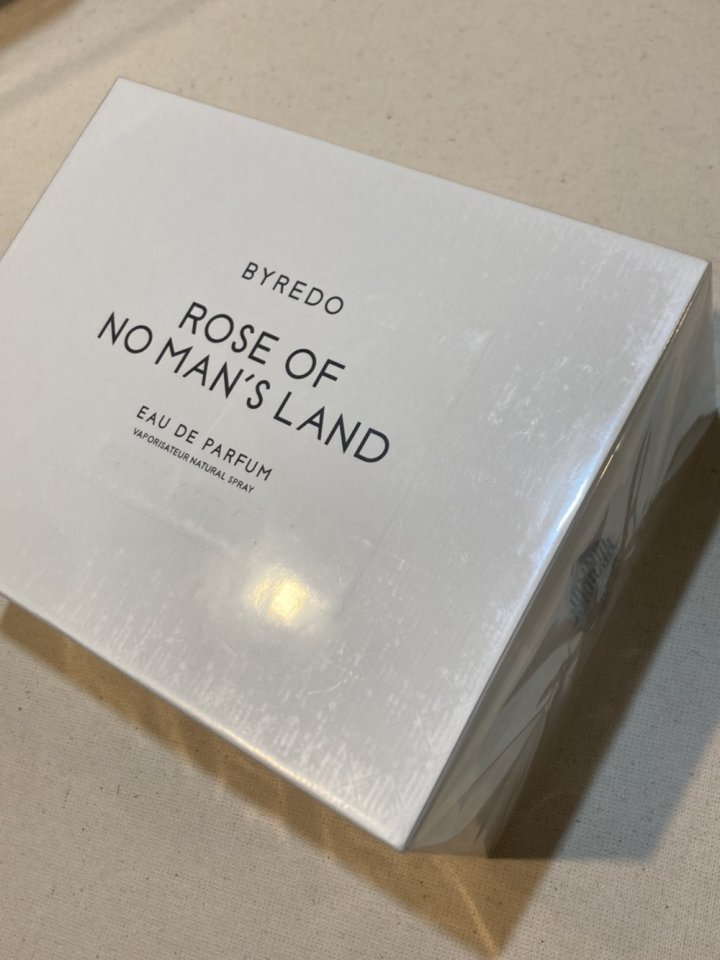 BYREDO
ROSE OF
NO MAN'S LAND
EAU DE PARFUM
VAPORISATEUR NATURAL SPRAY